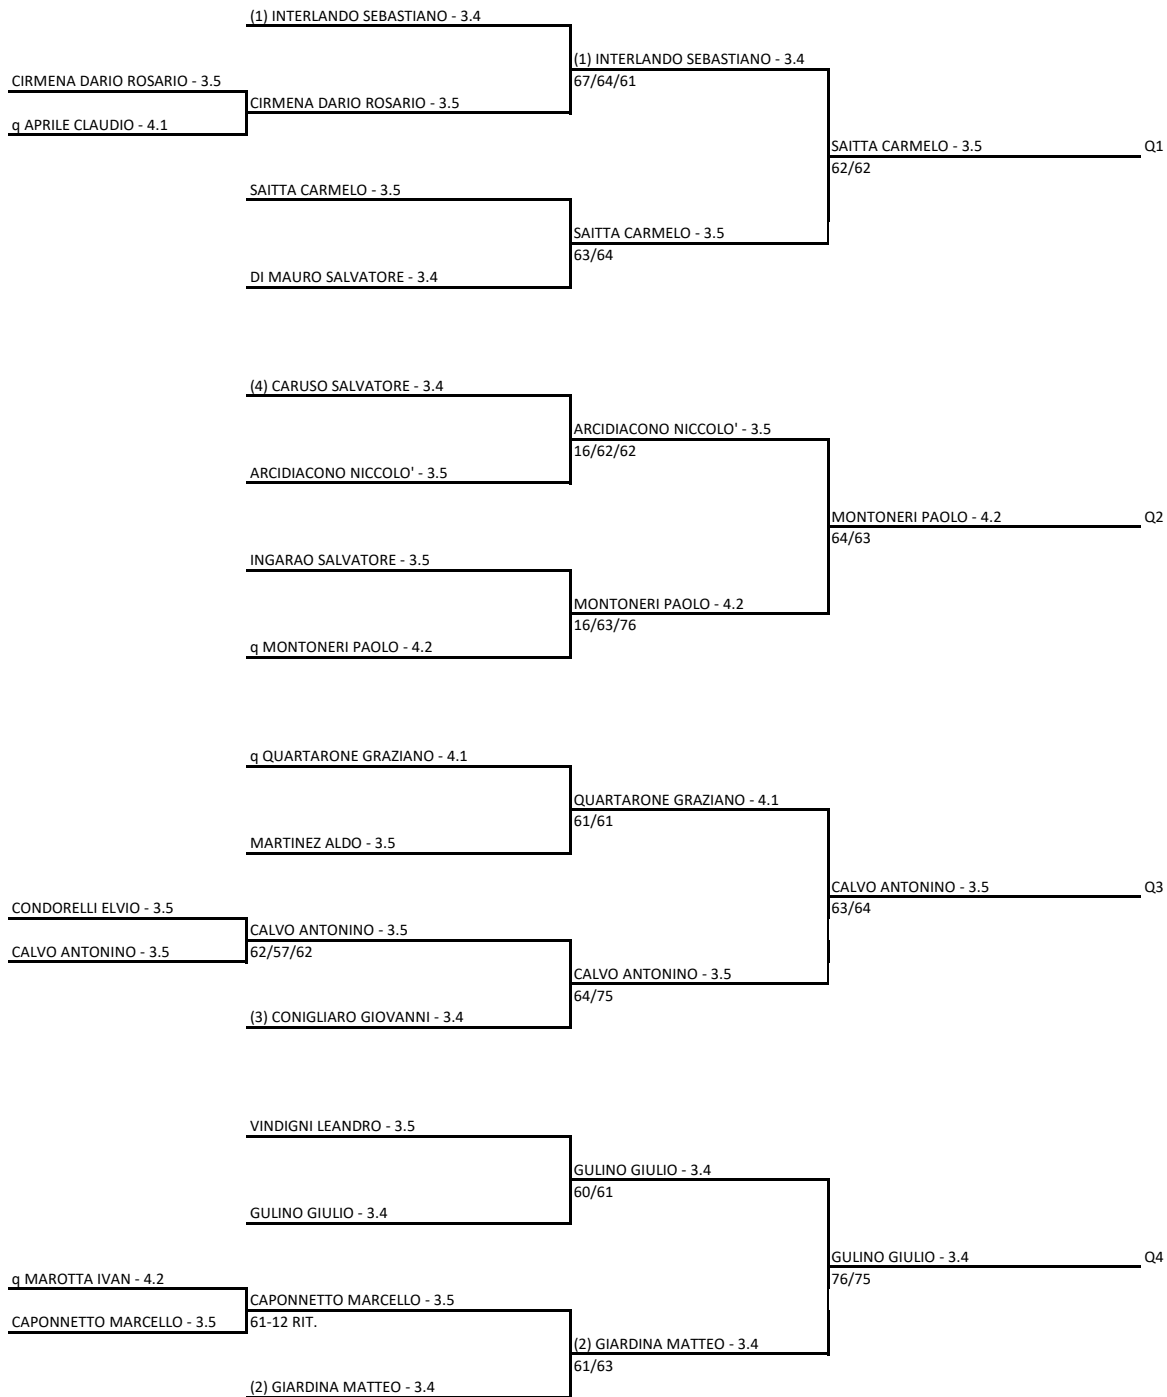 (1) INTERLANDO SEBASTIANO - 3.4
(1) INTERLANDO SEBASTIANO - 3.4
67/64/61
CIRMENA DARIO ROSARIO - 3.5
CIRMENA DARIO ROSARIO - 3.5
q APRILE CLAUDIO - 4.1
SAITTA CARMELO - 3.5 Q1
62/62
SAITTA CARMELO - 3.5
SAITTA CARMELO - 3.5
63/64
DI MAURO SALVATORE - 3.4
(4) CARUSO SALVATORE - 3.4
ARCIDIACONO NICCOLO' - 3.5
16/62/62
ARCIDIACONO NICCOLO' - 3.5
MONTONERI PAOLO - 4.2 Q2
64/63
INGARAO SALVATORE - 3.5
MONTONERI PAOLO - 4.2
16/63/76
q MONTONERI PAOLO - 4.2
q QUARTARONE GRAZIANO - 4.1
QUARTARONE GRAZIANO - 4.1
61/61
MARTINEZ ALDO - 3.5
CALVO ANTONINO - 3.5 Q3
63/64
CONDORELLI ELVIO - 3.5
CALVO ANTONINO - 3.5
62/57/62
CALVO ANTONINO - 3.5
CALVO ANTONINO - 3.5
64/75
(3) CONIGLIARO GIOVANNI - 3.4
VINDIGNI LEANDRO - 3.5
GULINO GIULIO - 3.4
60/61
GULINO GIULIO - 3.4
GULINO GIULIO - 3.4 Q4
76/75
q MAROTTA IVAN - 4.2
CAPONNETTO MARCELLO - 3.5
61-12 RIT.
CAPONNETTO MARCELLO - 3.5
(2) GIARDINA MATTEO - 3.4
61/63
(2) GIARDINA MATTEO - 3.4